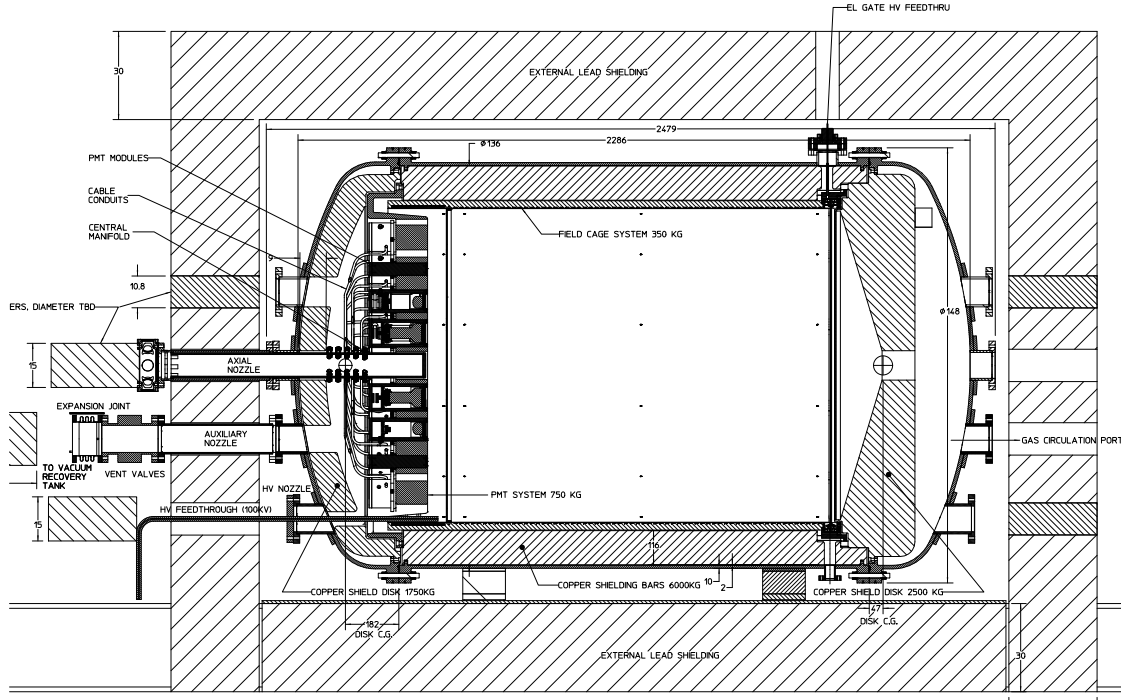 EL GATE HV FEEDTHRU
30
EXTERNAL LEAD SHIELDING
2479
2286
Φ136
PMT MODULES
CABLE
CONDUITS
CENTRAL
MANIFOLD
FIELD CAGE SYSTEM 350 KG
9
10.8
ERS, DIAMETER TBD
Φ148
15
AXIAL
NOZZLE
EXPANSION JOINT
AUXILIARY
NOZZLE
GAS CIRCULATION PORT
VENT VALVES
TO VACUUM
RECOVERY
TANK
HV NOZZLE
PMT SYSTEM 750 KG
15
HV FEEDTHROUGH (100KV)
116
10
2
COPPER SHIELDING BARS 6000KG
COPPER SHIELD DISK 1750KG
COPPER SHIELD DISK 2500 KG
182
DISK C.G.
47
DISK C.G.
EXTERNAL LEAD SHIELDING
30